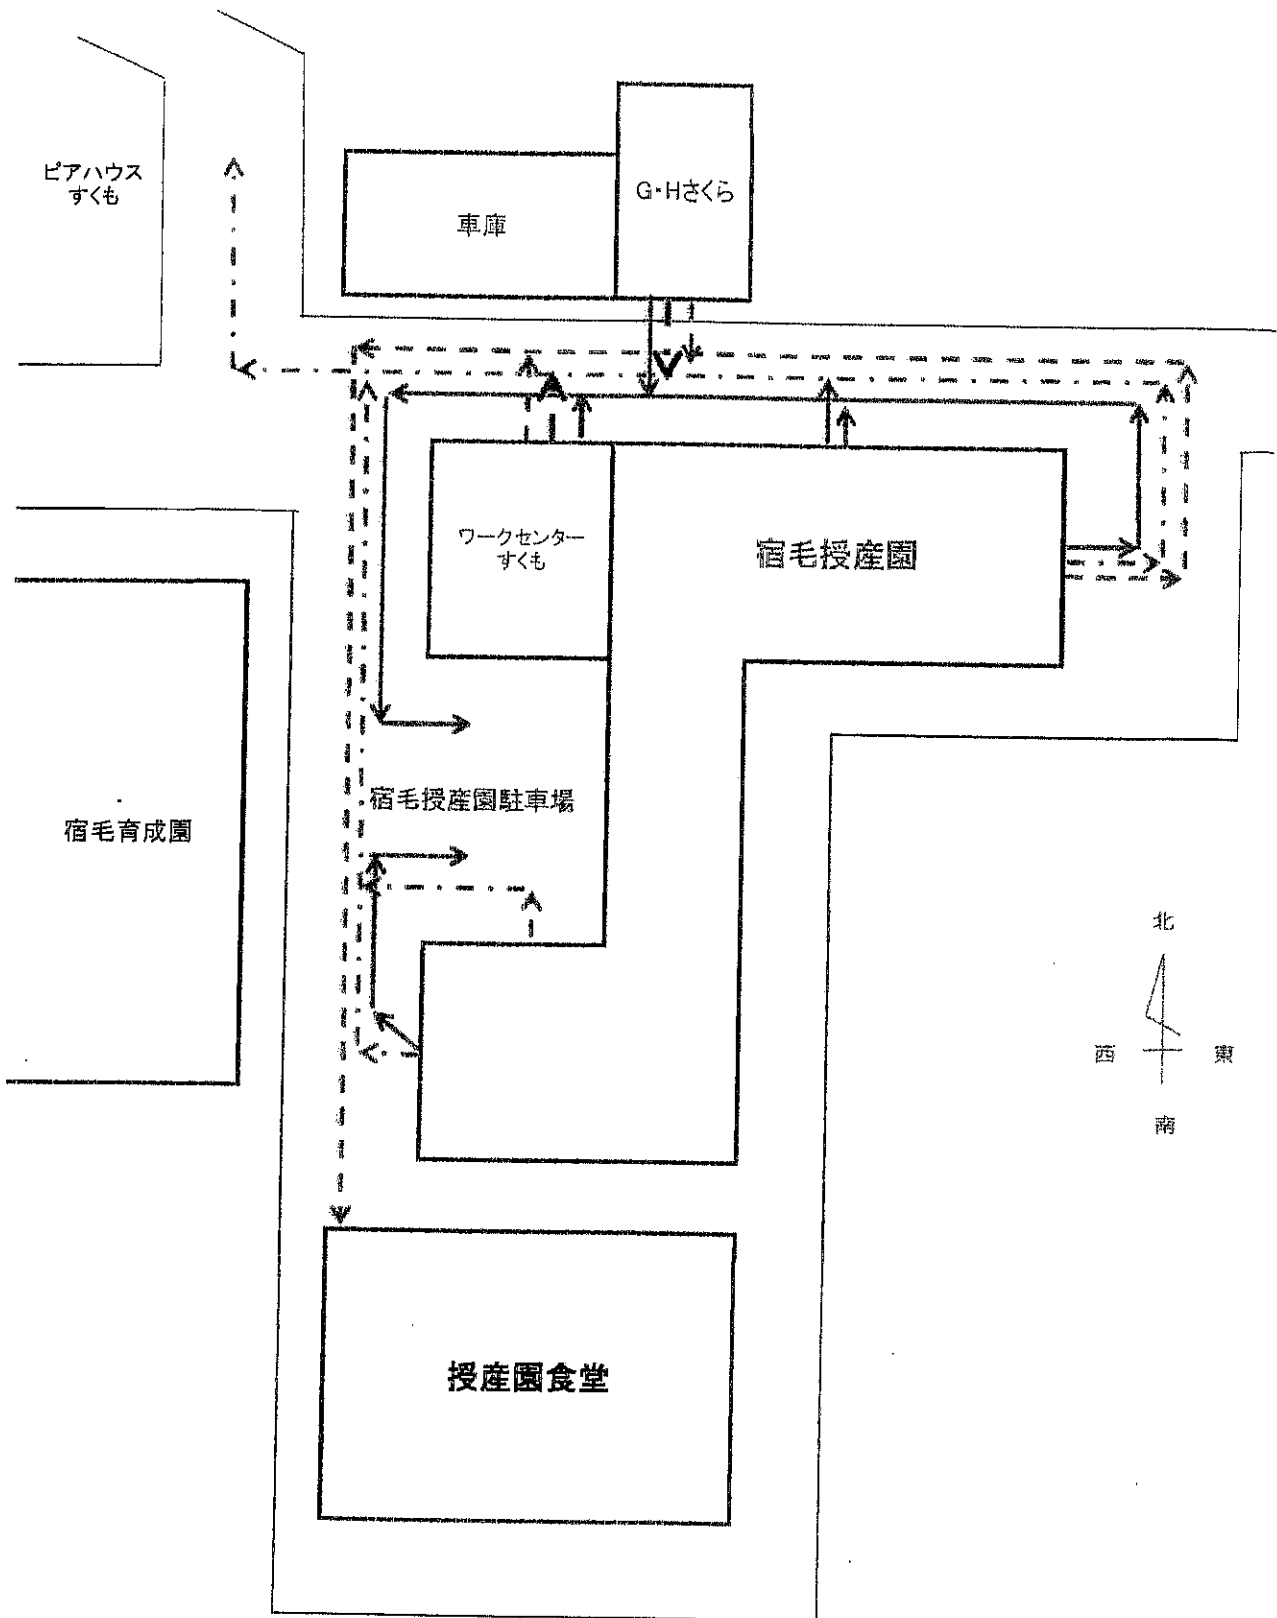 ピアハウス
すくも
車庫
G・Hさくら
ワークセンター
すくも
宿毛授産園
宿毛授産園駐車場
宿毛育成園
北
西
東
南
授産園食堂